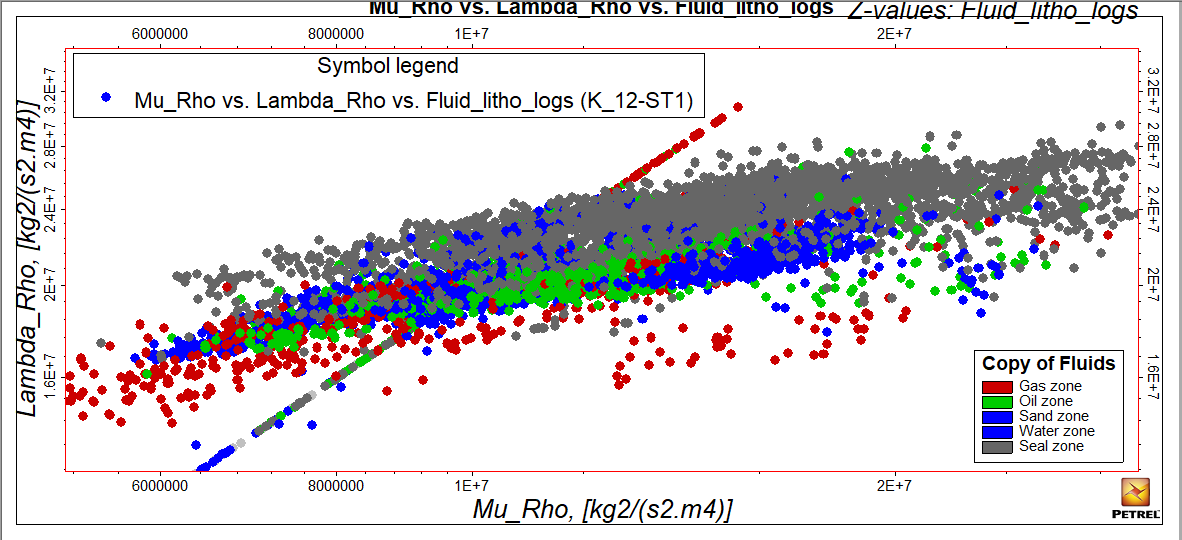 Mu_Rho vs. Lambda_Rho vs. Fluid_litho_logs
Z-values: Fluid_litho_logs
6000000 8000000 1E+7 2E+7
Symbol legend
Mu_Rho vs. Lambda_Rho vs. Fluid_litho_logs (K_12-ST1)
Lambda_Rho, [kg2/(s2.m4)]
3.2E+7
2.8E+7
2.4E+7
2E+7
1.6E+7
3.2E+7
2.8E+7
2.4E+7
2E+7
1.6E+7
Copy of Fluids
Gas zone
Oil zone
Sand zone
Water zone
Seal zone
6000000 8000000 1E+7 2E+7
Mu_Rho, [kg2/(s2.m4)]
PETREL